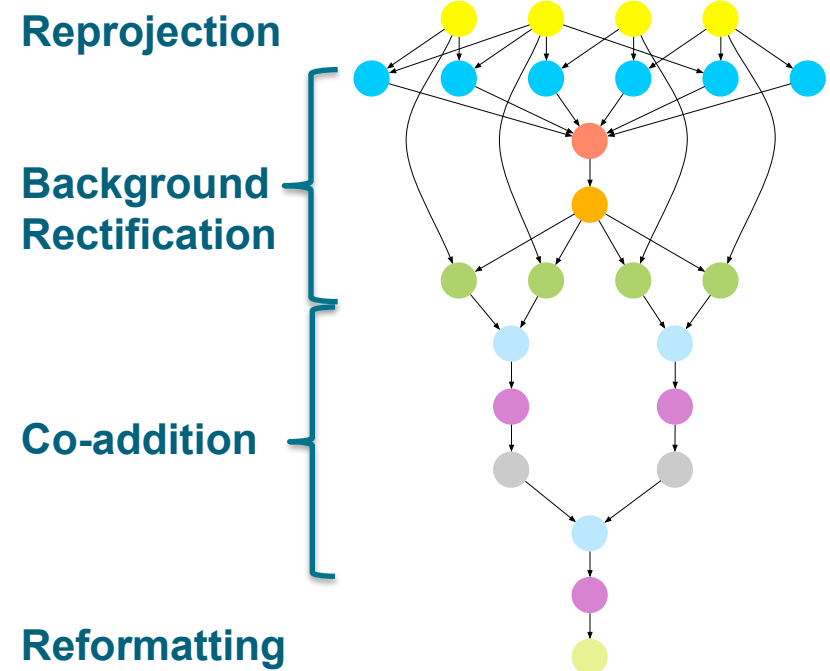 Reprojection
Background
Rectification
Co-addition
Reformatting